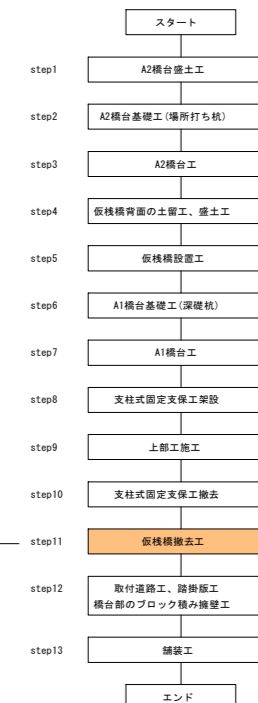 スタート
step1 A2橋台盛土工
step2 A2橋台基礎工(場所打ち杭)
step3 A2橋台工
step4 仮桟橋背面の土留工、盛土工
step5 仮桟橋設置工
step6 A1橋台基礎工(深礎杭)
step7 A1橋台工
step8 支柱式固定支保工架設
step9 上部工施工
step10 支柱式固定支保工撤去
step11 仮桟橋撤去工
step12 取付道路工、踏掛版工
橋台部のブロック積み擁壁工
step13 舗装工
エンド